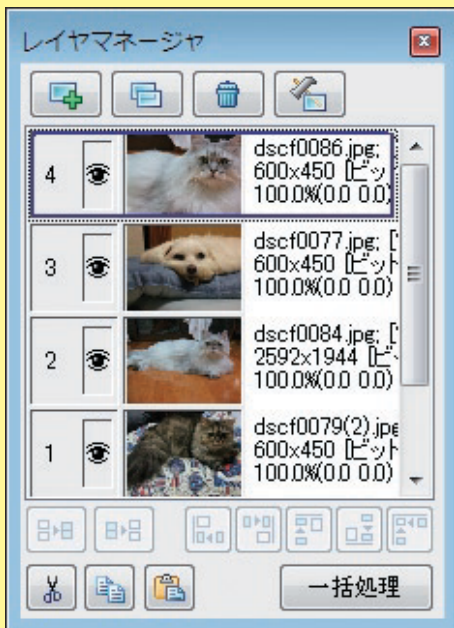 レイヤマネージャ
4
dscf0086.jpg;
600x450 [ビット
100.0%(0.0 0.0)
3
dscf0077.jpg; [
600x450 [ビット
100.0%(0.0 0.0)
2
dscf0084.jpg; [
2592x1944 [ビ
100.0%(0.0 0.0)
1
dscf0079(2).jpe
600x450 [ビット
100.0%(0.0 0.0)
一括処理